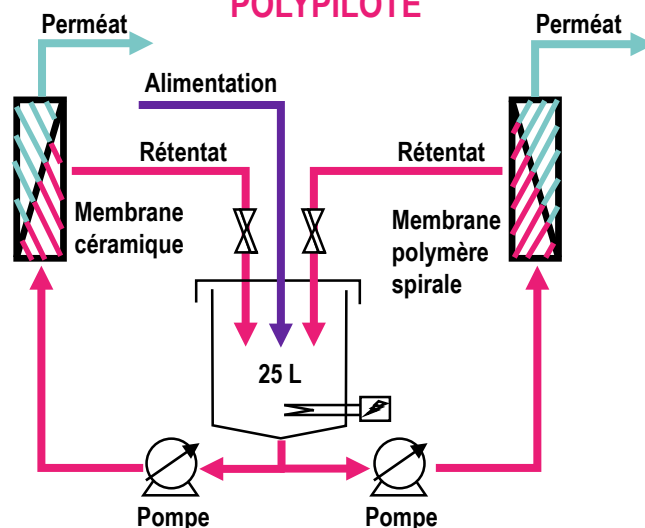 POLYPILOTE
Perméat
Perméat
Alimentation
Rétentat
Rétentat
Membrane
céramique
Membrane
polymère
spirale
25 L
Pompe
Pompe